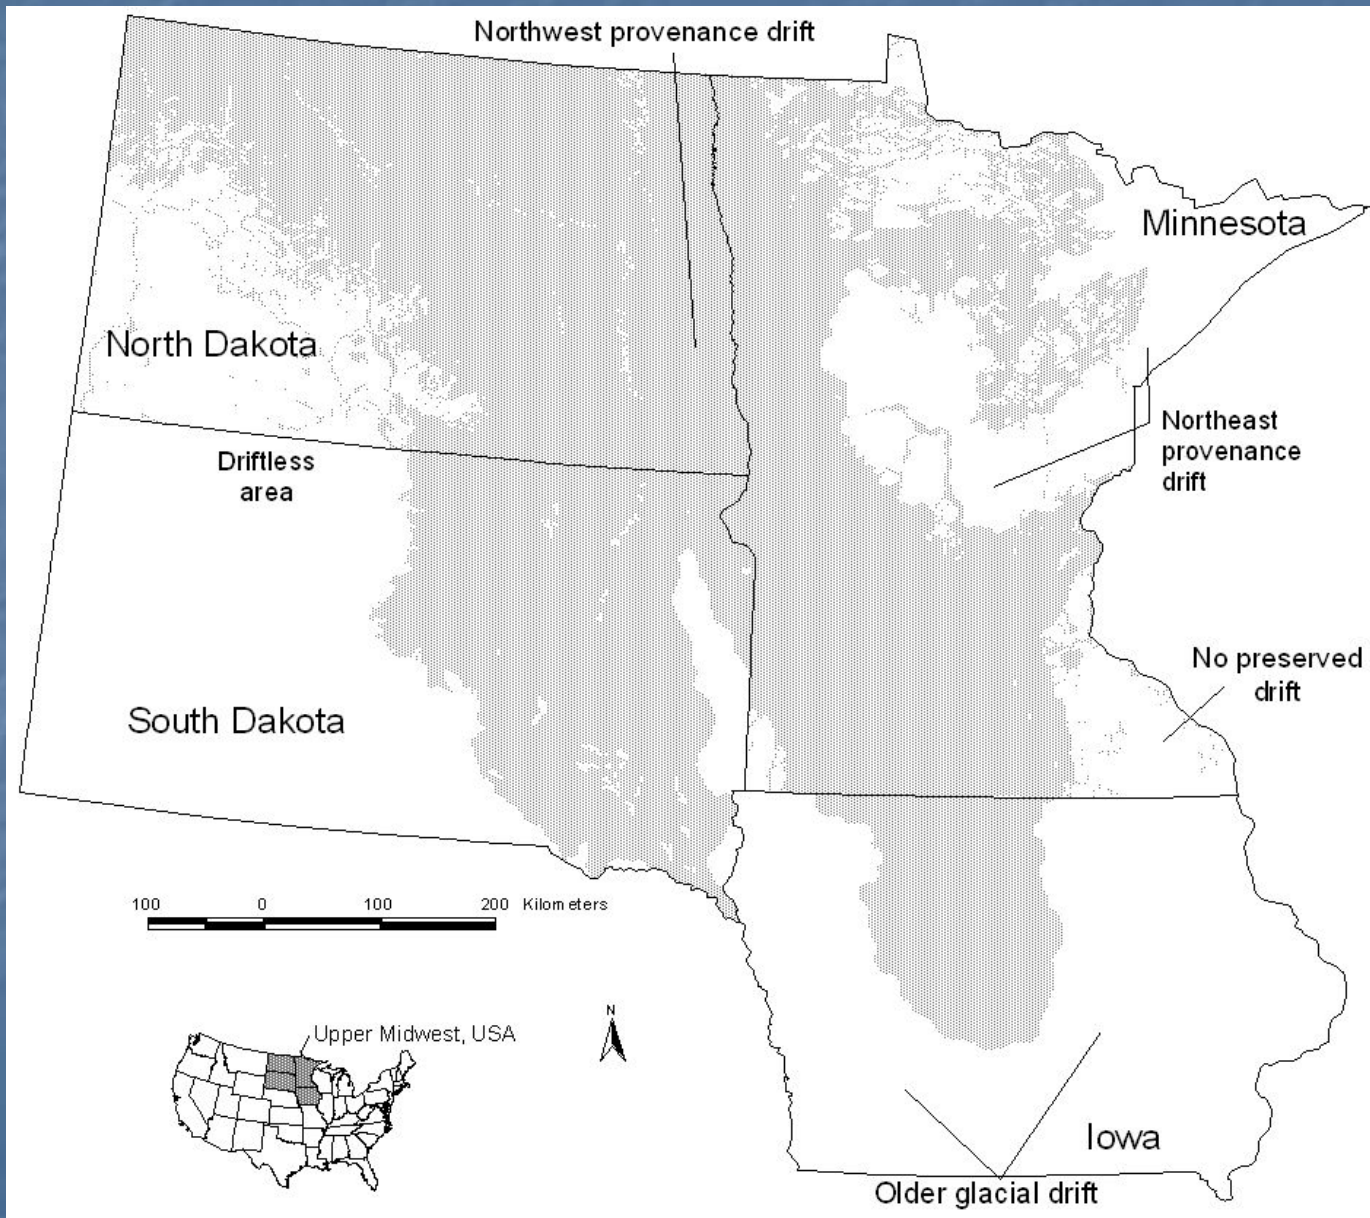 Northwest provenance drift
Minnesota
North Dakota
Northeast
provenance
drift
Driftless
area
No preserved
drift
South Dakota
100 0 100 200 Kilometers
N
Upper Midwest, USA
Iowa
Older glacial drift